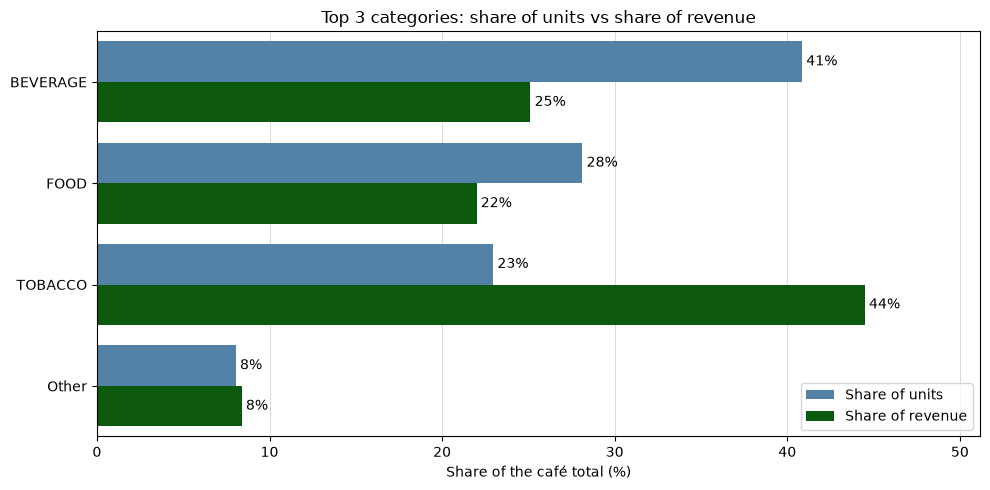 Top 3 categories: share of units vs share of revenue
BEVERAGE
41%
25%
FOOD
28%
22%
TOBACCO
23%
44%
Other
8%
8%
Share of units
Share of revenue
0 10 20 30 40 50
Share of the café total (%)